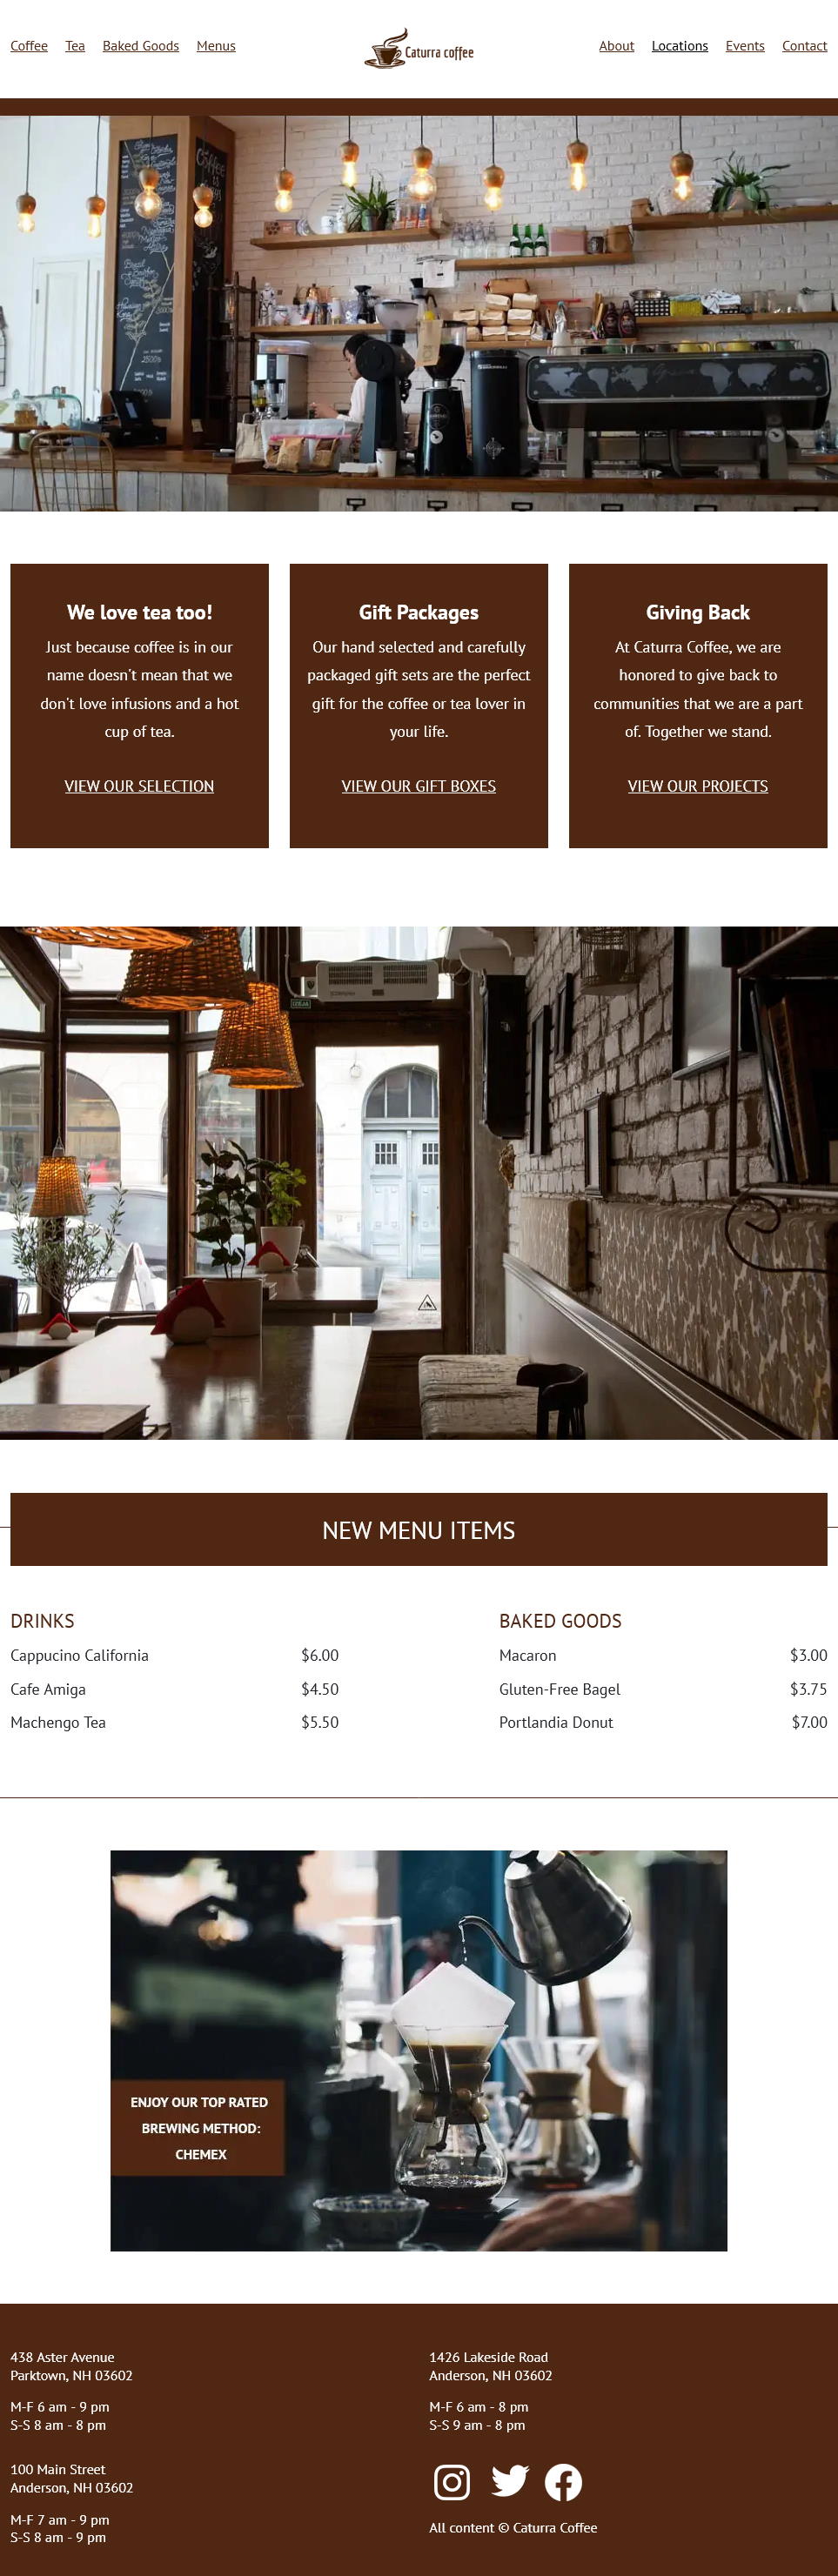 Coffee Tea Baked Goods Menus
Caturra coffee
About Locations Events Contact
We love tea too!
Just because coffee is in our
name doesn't mean that we
don't love infusions and a hot
cup of tea.
VIEW OUR SELECTION
Gift Packages
Our hand selected and carefully
packaged gift sets are the perfect
gift for the coffee or tea lover in
your life.
VIEW OUR GIFT BOXES
Giving Back
At Caturra Coffee, we are
honored to give back to
communities that we are a part
of. Together we stand.
VIEW OUR PROJECTS
NEW MENU ITEMS
DRINKS
Cappucino California $6.00
Cafe Amiga $4.50
Machengo Tea $5.50
BAKED GOODS
Macaron $3.00
Gluten-Free Bagel $3.75
Portlandia Donut $7.00
ENJOY OUR TOP RATED
BREWING METHOD:
CHEMEX
438 Aster Avenue
Parktown, NH 03602
M-F 6 am - 9 pm
S-S 8 am - 8 pm
1426 Lakeside Road
Anderson, NH 03602
M-F 6 am - 8 pm
S-S 9 am - 8 pm
100 Main Street
Anderson, NH 03602
M-F 7 am - 9 pm
S-S 8 am - 9 pm
All content © Caturra Coffee